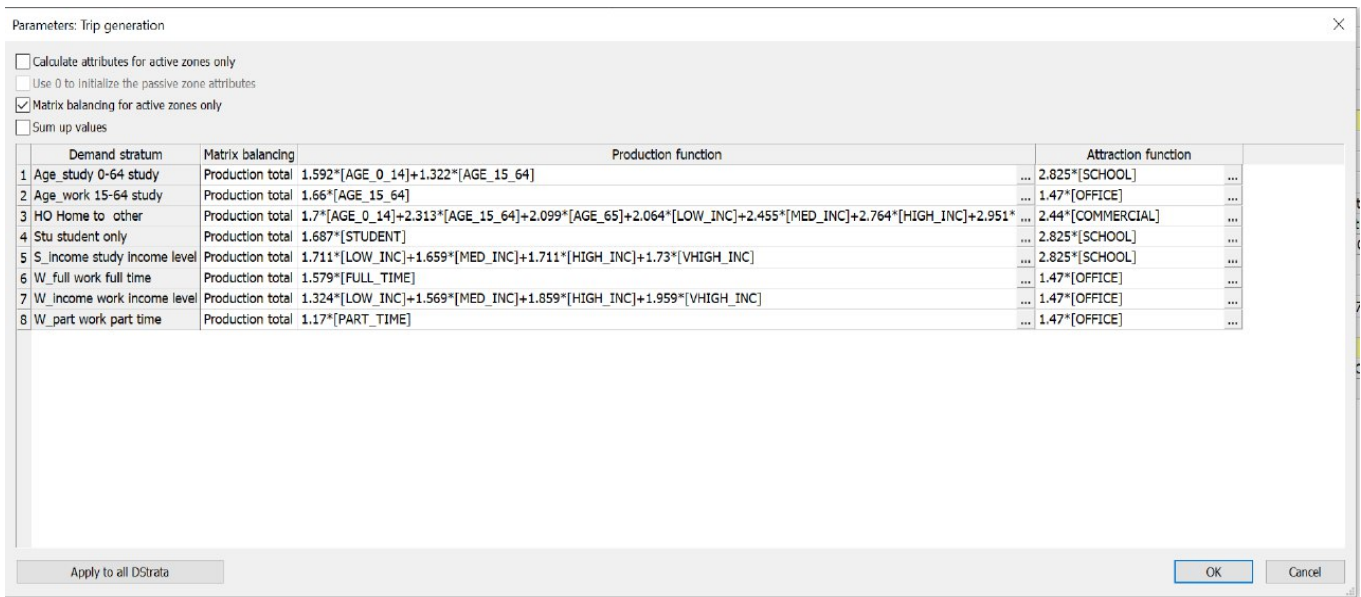 Parameters: Trip generation
Calculate attributes for active zones only
Use 0 to initialize the passive zone attributes
Matrix balancing for active zones only
Sum up values
Demand stratum Matrix balancing Production function Attraction function
1 Age_study 0-64 study Production total 1.592*[AGE_0_14]+1.322*[AGE_15_64] ... 2.825*[SCHOOL] ...
2 Age_work 15-64 study Production total 1.66*[AGE_15_64] ... 1.47*[OFFICE] ...
3 HO Home to other Production total 1.7*[AGE_0_14]+2.313*[AGE_15_64]+2.099*[AGE_65]+2.064*[LOW_INC]+2.455*[MED_INC]+2.764*[HIGH_INC]+2.951* ... 2.44*[COMMERCIAL] ...
4 Stu student only Production total 1.687*[STUDENT] ... 2.825*[SCHOOL] ...
5 S_income study income level Production total 1.711*[LOW_INC]+1.659*[MED_INC]+1.711*[HIGH_INC]+1.73*[VHIGH_INC] ... 2.825*[SCHOOL] ...
6 W_full work full time Production total 1.579*[FULL_TIME] ... 1.47*[OFFICE] ...
7 W_income work income level Production total 1.324*[LOW_INC]+1.569*[MED_INC]+1.859*[HIGH_INC]+1.959*[VHIGH_INC] ... 1.47*[OFFICE] ...
8 W_part work part time Production total 1.17*[PART_TIME] ... 1.47*[OFFICE] ...
Apply to all DStrata OK Cancel